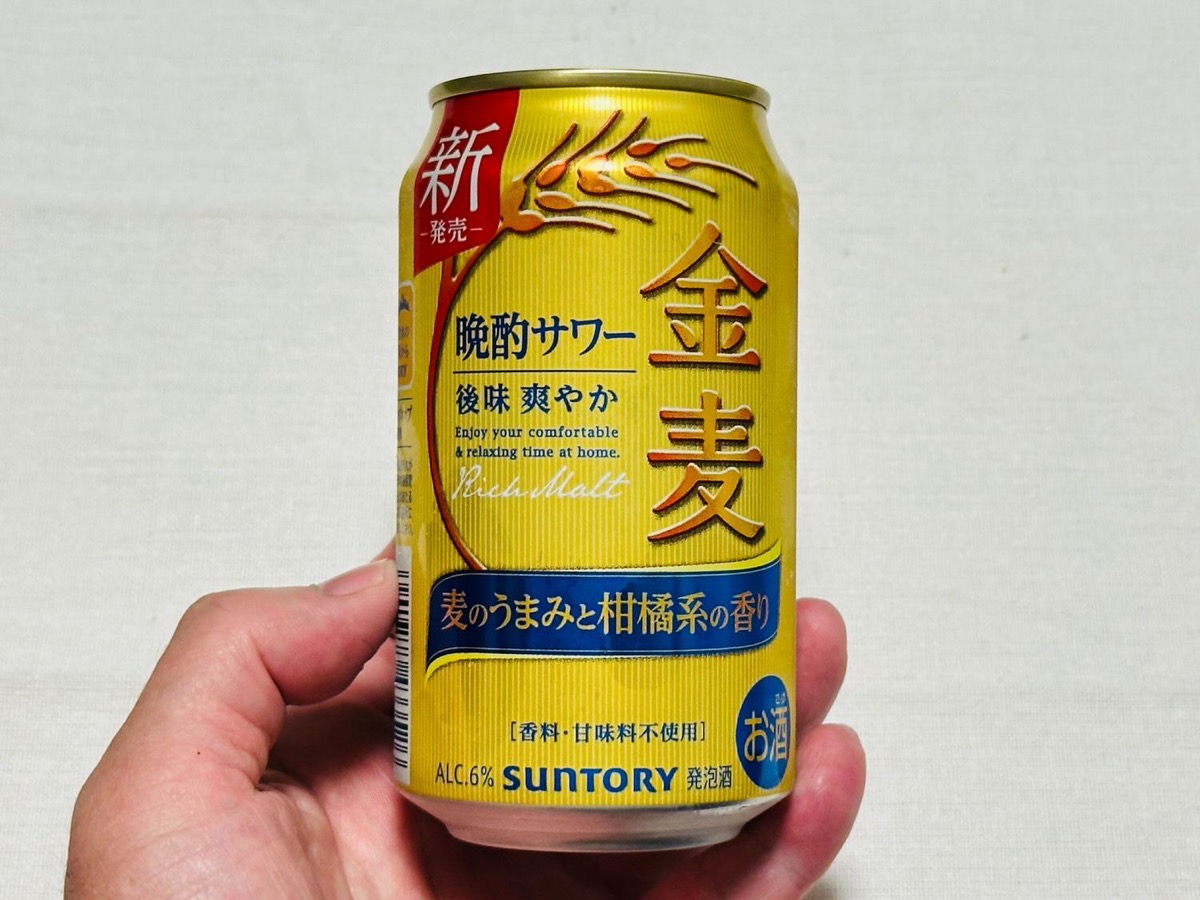 新
発売
金麦
晩酌サワー
後味 爽やか
Enjoy your comfortable
& relaxing time at home.
Rich Malt
麦のうまみと柑橘系の香り
[香料・甘味料不使用]
お酒
ALC.6% SUNTORY 発泡酒